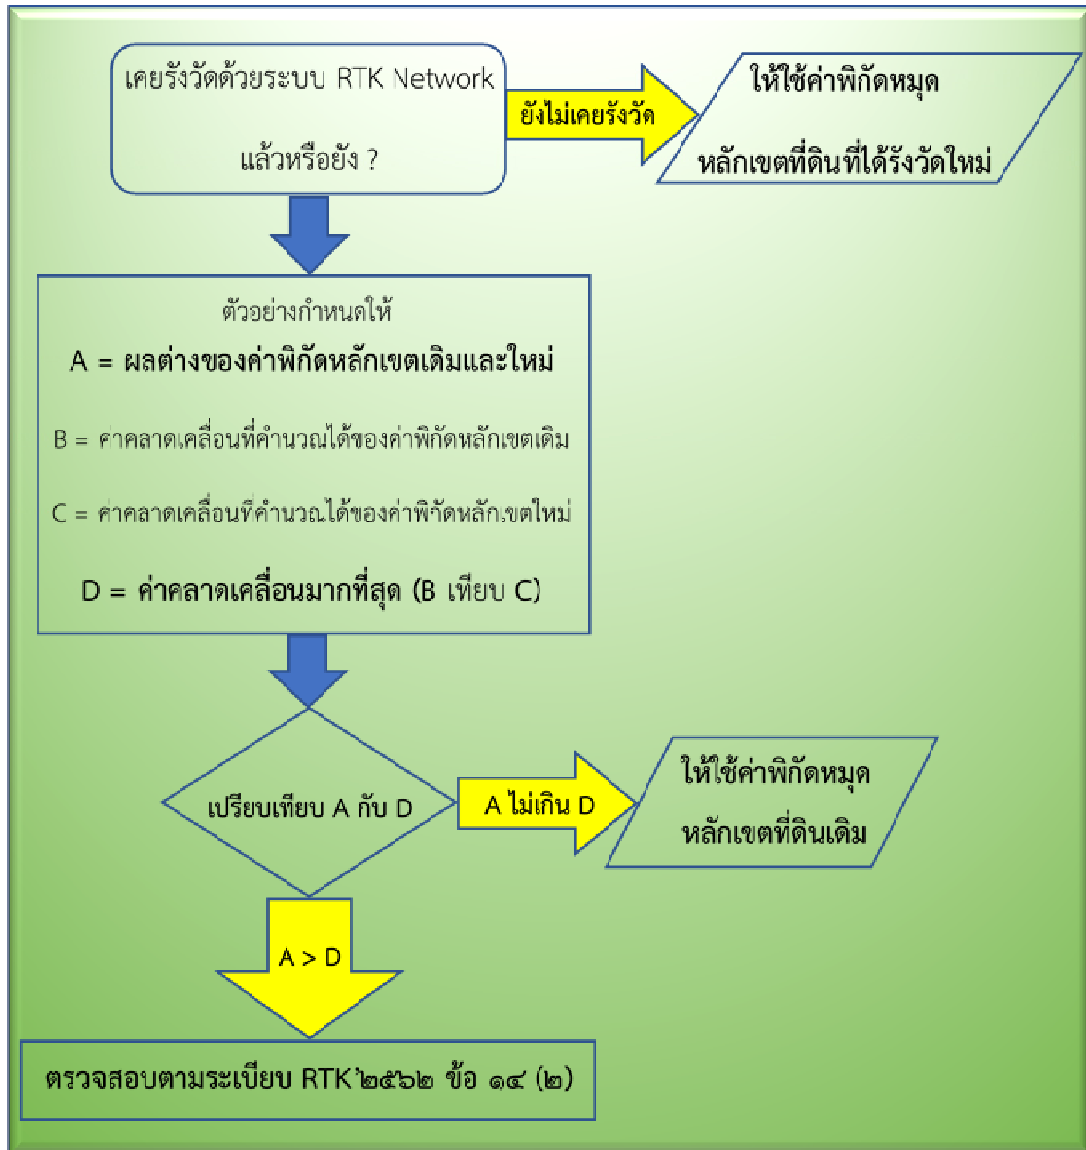 เคยรังวัดด้วยระบบ RTK Network
แล้วหรือยัง ?
ยังไม่เคยรังวัด
ให้ใช้ค่าพิกัดหมุด
หลักเขตที่ดินที่ได้รังวัดใหม่
ตัวอย่างกำหนดให้
A = ผลต่างของค่าพิกัดหลักเขตเดิมและใหม่
B = ค่าคลาดเคลื่อนที่คำนวณได้ของค่าพิกัดหลักเขตเดิม
C = ค่าคลาดเคลื่อนที่คำนวณได้ของค่าพิกัดหลักเขตใหม่
D = ค่าคลาดเคลื่อนมากที่สุด (B เทียบ C)
เปรียบเทียบ A กับ D
A ไม่เกิน D
ให้ใช้ค่าพิกัดหมุด
หลักเขตที่ดินเดิม
A > D
ตรวจสอบตามระเบียบ RTK'๒๕๖๒ ข้อ ๑๔ (๒)